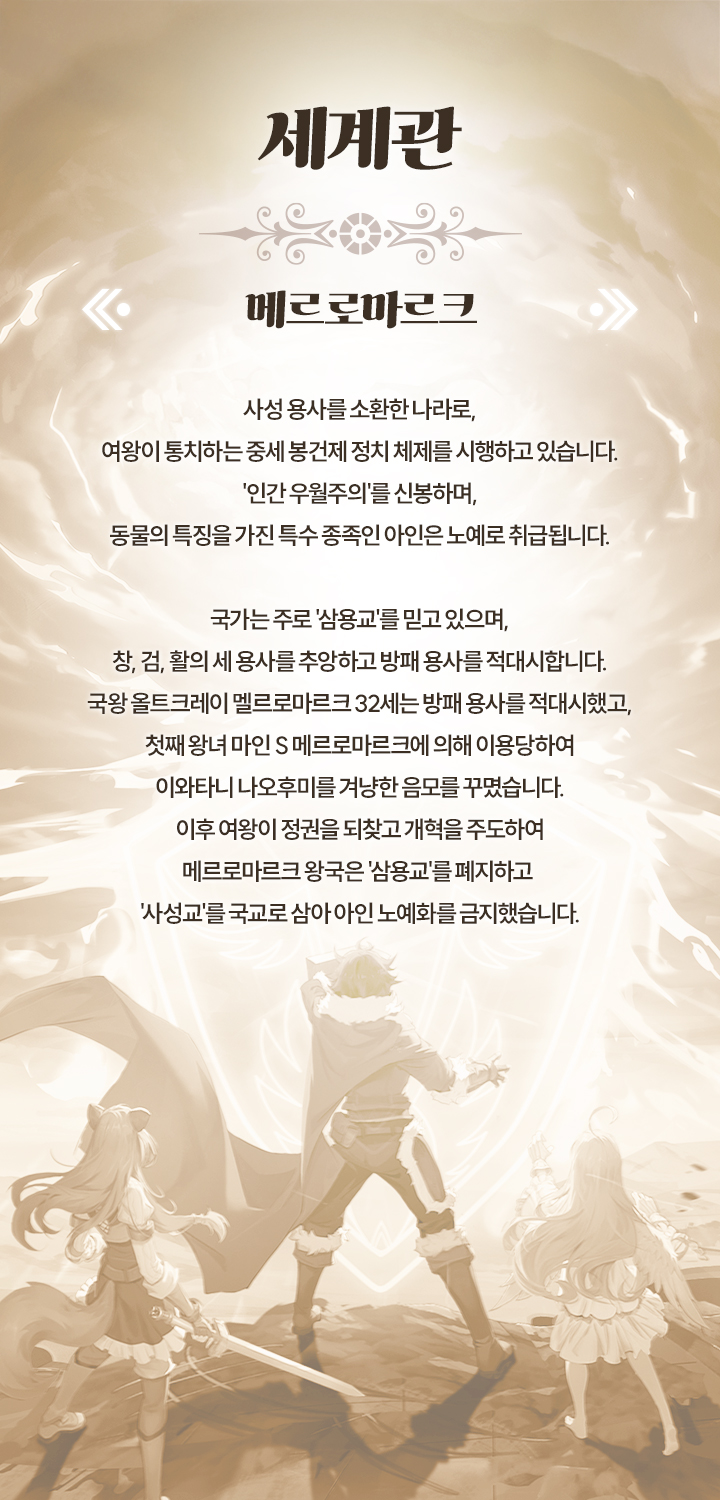 세계관
메르로마르크
사성 용사를 소환한 나라로,
여왕이 통치하는 중세 봉건제 정치 체제를 시행하고 있습니다.
'인간 우월주의'를 신봉하며,
동물의 특징을 가진 특수 종족인 아인은 노예로 취급됩니다.
국가는 주로 '삼용교'를 믿고 있으며,
창, 검, 활의 세 용사를 추앙하고 방패 용사를 적대시합니다.
국왕 올트크레이 멜르로마르크 32세는 방패 용사를 적대시했고,
첫째 왕녀 마인 S 메르로마르크에 의해 이용당하여
이와타니 나오후미를 겨냥한 음모를 꾸몄습니다.
이후 여왕이 정권을 되찾고 개혁을 주도하여
메르로마르크 왕국은 '삼용교'를 폐지하고
'사성교'를 국교로 삼아 아인 노예화를 금지했습니다.